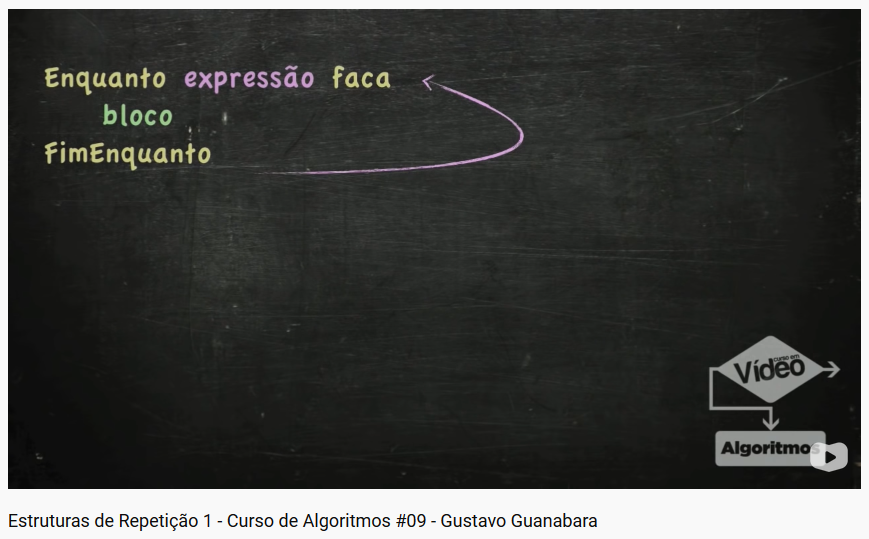 Enquanto expressão faca
bloco
FimEnquanto
curso em
Vídeo
Algoritmos
Estruturas de Repetição 1 - Curso de Algoritmos #09 - Gustavo Guanabara